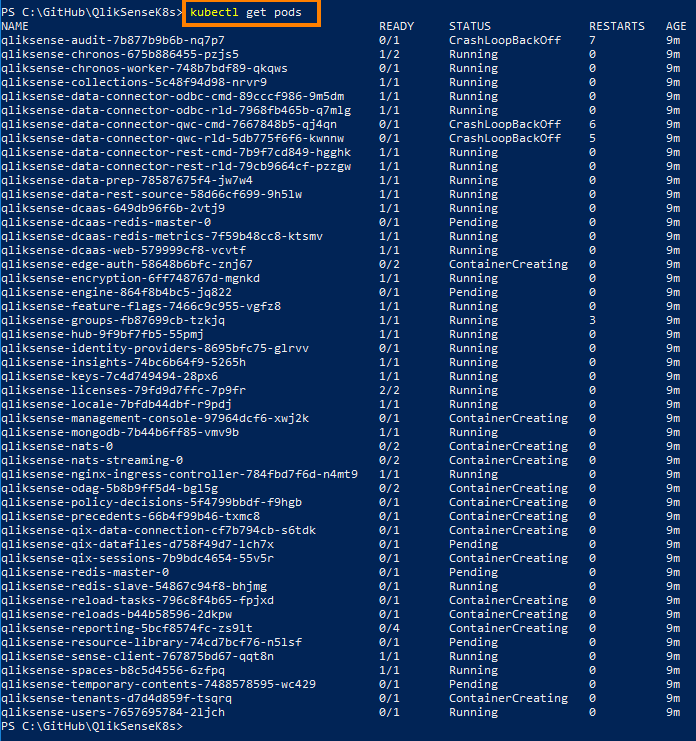 PS C:\GitHub\QlikSenseK8s> kubectl get pods
NAME READY STATUS RESTARTS AGE
qliksense-audit-7b877b9b6b-nq7p7 0/1 CrashLoopBackOff 7 9m
qliksense-chronos-675b886455-pzjs5 1/2 Running 0 9m
qliksense-chronos-worker-748b7bdf89-qkqws 0/1 Running 0 9m
qliksense-collections-5c48f94d98-nrvr9 1/1 Running 0 9m
qliksense-data-connector-odbc-cmd-89cccf986-9m5dm 1/1 Running 0 9m
qliksense-data-connector-odbc-rld-7968fb465b-q7mlg 1/1 Running 0 9m
qliksense-data-connector-qwc-cmd-7667848b5-qj4qn 0/1 CrashLoopBackOff 6 9m
qliksense-data-connector-qwc-rld-5db775f6f6-kwnnw 0/1 CrashLoopBackOff 5 9m
qliksense-data-connector-rest-cmd-7b9f7cd849-hgghk 1/1 Running 0 9m
qliksense-data-connector-rest-rld-79cb9664cf-pzzgw 1/1 Running 0 9m
qliksense-data-prep-78587675f4-jw7w4 1/1 Running 0 9m
qliksense-data-rest-source-58d66cf699-9h5lw 1/1 Running 0 9m
qliksense-dcaas-649db96f6b-2vtj9 1/1 Running 0 9m
qliksense-dcaas-redis-master-0 0/1 Pending 0 9m
qliksense-dcaas-redis-metrics-7f59b48cc8-ktsmv 1/1 Running 0 9m
qliksense-dcaas-web-579999cf8-vcvtf 1/1 Running 0 9m
qliksense-edge-auth-58648b6bfc-znj67 0/2 ContainerCreating 0 9m
qliksense-encryption-6ff748767d-mgnkd 1/1 Running 0 9m
qliksense-engine-864f8b4bc5-jq822 0/1 Pending 0 9m
qliksense-feature-flags-7466c9c955-vgfz8 1/1 Running 0 9m
qliksense-groups-fb87699cb-tzkjq 1/1 Running 3 9m
qliksense-hub-9f9bf7fb5-55pmj 1/1 Running 0 9m
qliksense-identity-providers-8695bfc75-glrvv 0/1 Running 0 9m
qliksense-insights-74bc6b64f9-5265h 1/1 Running 0 9m
qliksense-keys-7c4d749494-28px6 1/1 Running 0 9m
qliksense-licenses-79fd9d7ffc-7p9fr 2/2 Running 0 9m
qliksense-locale-7bfdb44dbf-r9pdj 1/1 Running 0 9m
qliksense-management-console-97964dcf6-xwj2k 0/1 ContainerCreating 0 9m
qliksense-mongodb-7b44b6ff85-vmv9b 1/1 Running 0 9m
qliksense-nats-0 0/2 ContainerCreating 0 9m
qliksense-nats-streaming-0 0/2 ContainerCreating 0 9m
qliksense-nginx-ingress-controller-784fbd7f6d-n4mt9 1/1 Running 0 9m
qliksense-odag-5b8b9ff5d4-bgl5g 0/2 ContainerCreating 0 9m
qliksense-policy-decisions-5f4799bbdf-f9hgb 0/1 ContainerCreating 0 9m
qliksense-precedents-66b4f99b46-txmc8 0/1 ContainerCreating 0 9m
qliksense-qix-data-connection-cf7b794cb-s6tdk 0/1 ContainerCreating 0 9m
qliksense-qix-datafiles-d758f49d7-lch7x 0/1 Pending 0 9m
qliksense-qix-sessions-7b9bdc4654-55v5r 0/1 ContainerCreating 0 9m
qliksense-redis-master-0 0/1 Pending 0 9m
qliksense-redis-slave-54867c94f8-bhjmg 0/1 Running 0 9m
qliksense-reload-tasks-796c8f4b65-fpjxd 0/1 ContainerCreating 0 9m
qliksense-reloads-b44b58596-2dkpw 0/1 ContainerCreating 0 9m
qliksense-reporting-5bcf8574fc-zs9lt 0/4 ContainerCreating 0 9m
qliksense-resource-library-74cd7bcf76-n5lsf 0/1 Pending 0 9m
qliksense-sense-client-767875bd67-qqt8n 1/1 Running 0 9m
qliksense-spaces-b8c5d4556-6zfpq 1/1 Running 0 9m
qliksense-temporary-contents-7488578595-wc429 0/1 Pending 0 9m
qliksense-tenants-d7d4d859f-tsqrq 0/1 ContainerCreating 0 9m
qliksense-users-7657695784-2ljch 0/1 Running 0 9m
PS C:\GitHub\QlikSenseK8s>